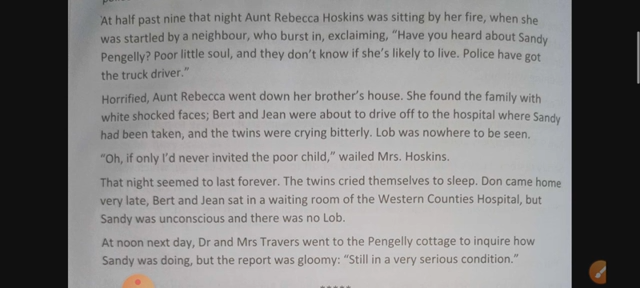 At half past nine that night Aunt Rebecca Hoskins was sitting by her fire, when she
was startled by a neighbour, who burst in, exclaiming, "Have you heard about Sandy
Pengelly? Poor little soul, and they don't know if she's likely to live. Police have got
the truck driver."
Horrified, Aunt Rebecca went down her brother's house. She found the family with
white shocked faces; Bert and Jean were about to drive off to the hospital where Sandy
had been taken, and the twins were crying bitterly. Lob was nowhere to be seen.
"Oh, if only I'd never invited the poor child," wailed Mrs. Hoskins.
That night seemed to last forever. The twins cried themselves to sleep. Don came home
very late, Bert and Jean sat in a waiting room of the Western Counties Hospital, but
Sandy was unconscious and there was no Lob.
At noon next day, Dr and Mrs Travers went to the Pengelly cottage to inquire how
Sandy was doing, but the report was gloomy: "Still in a very serious condition."